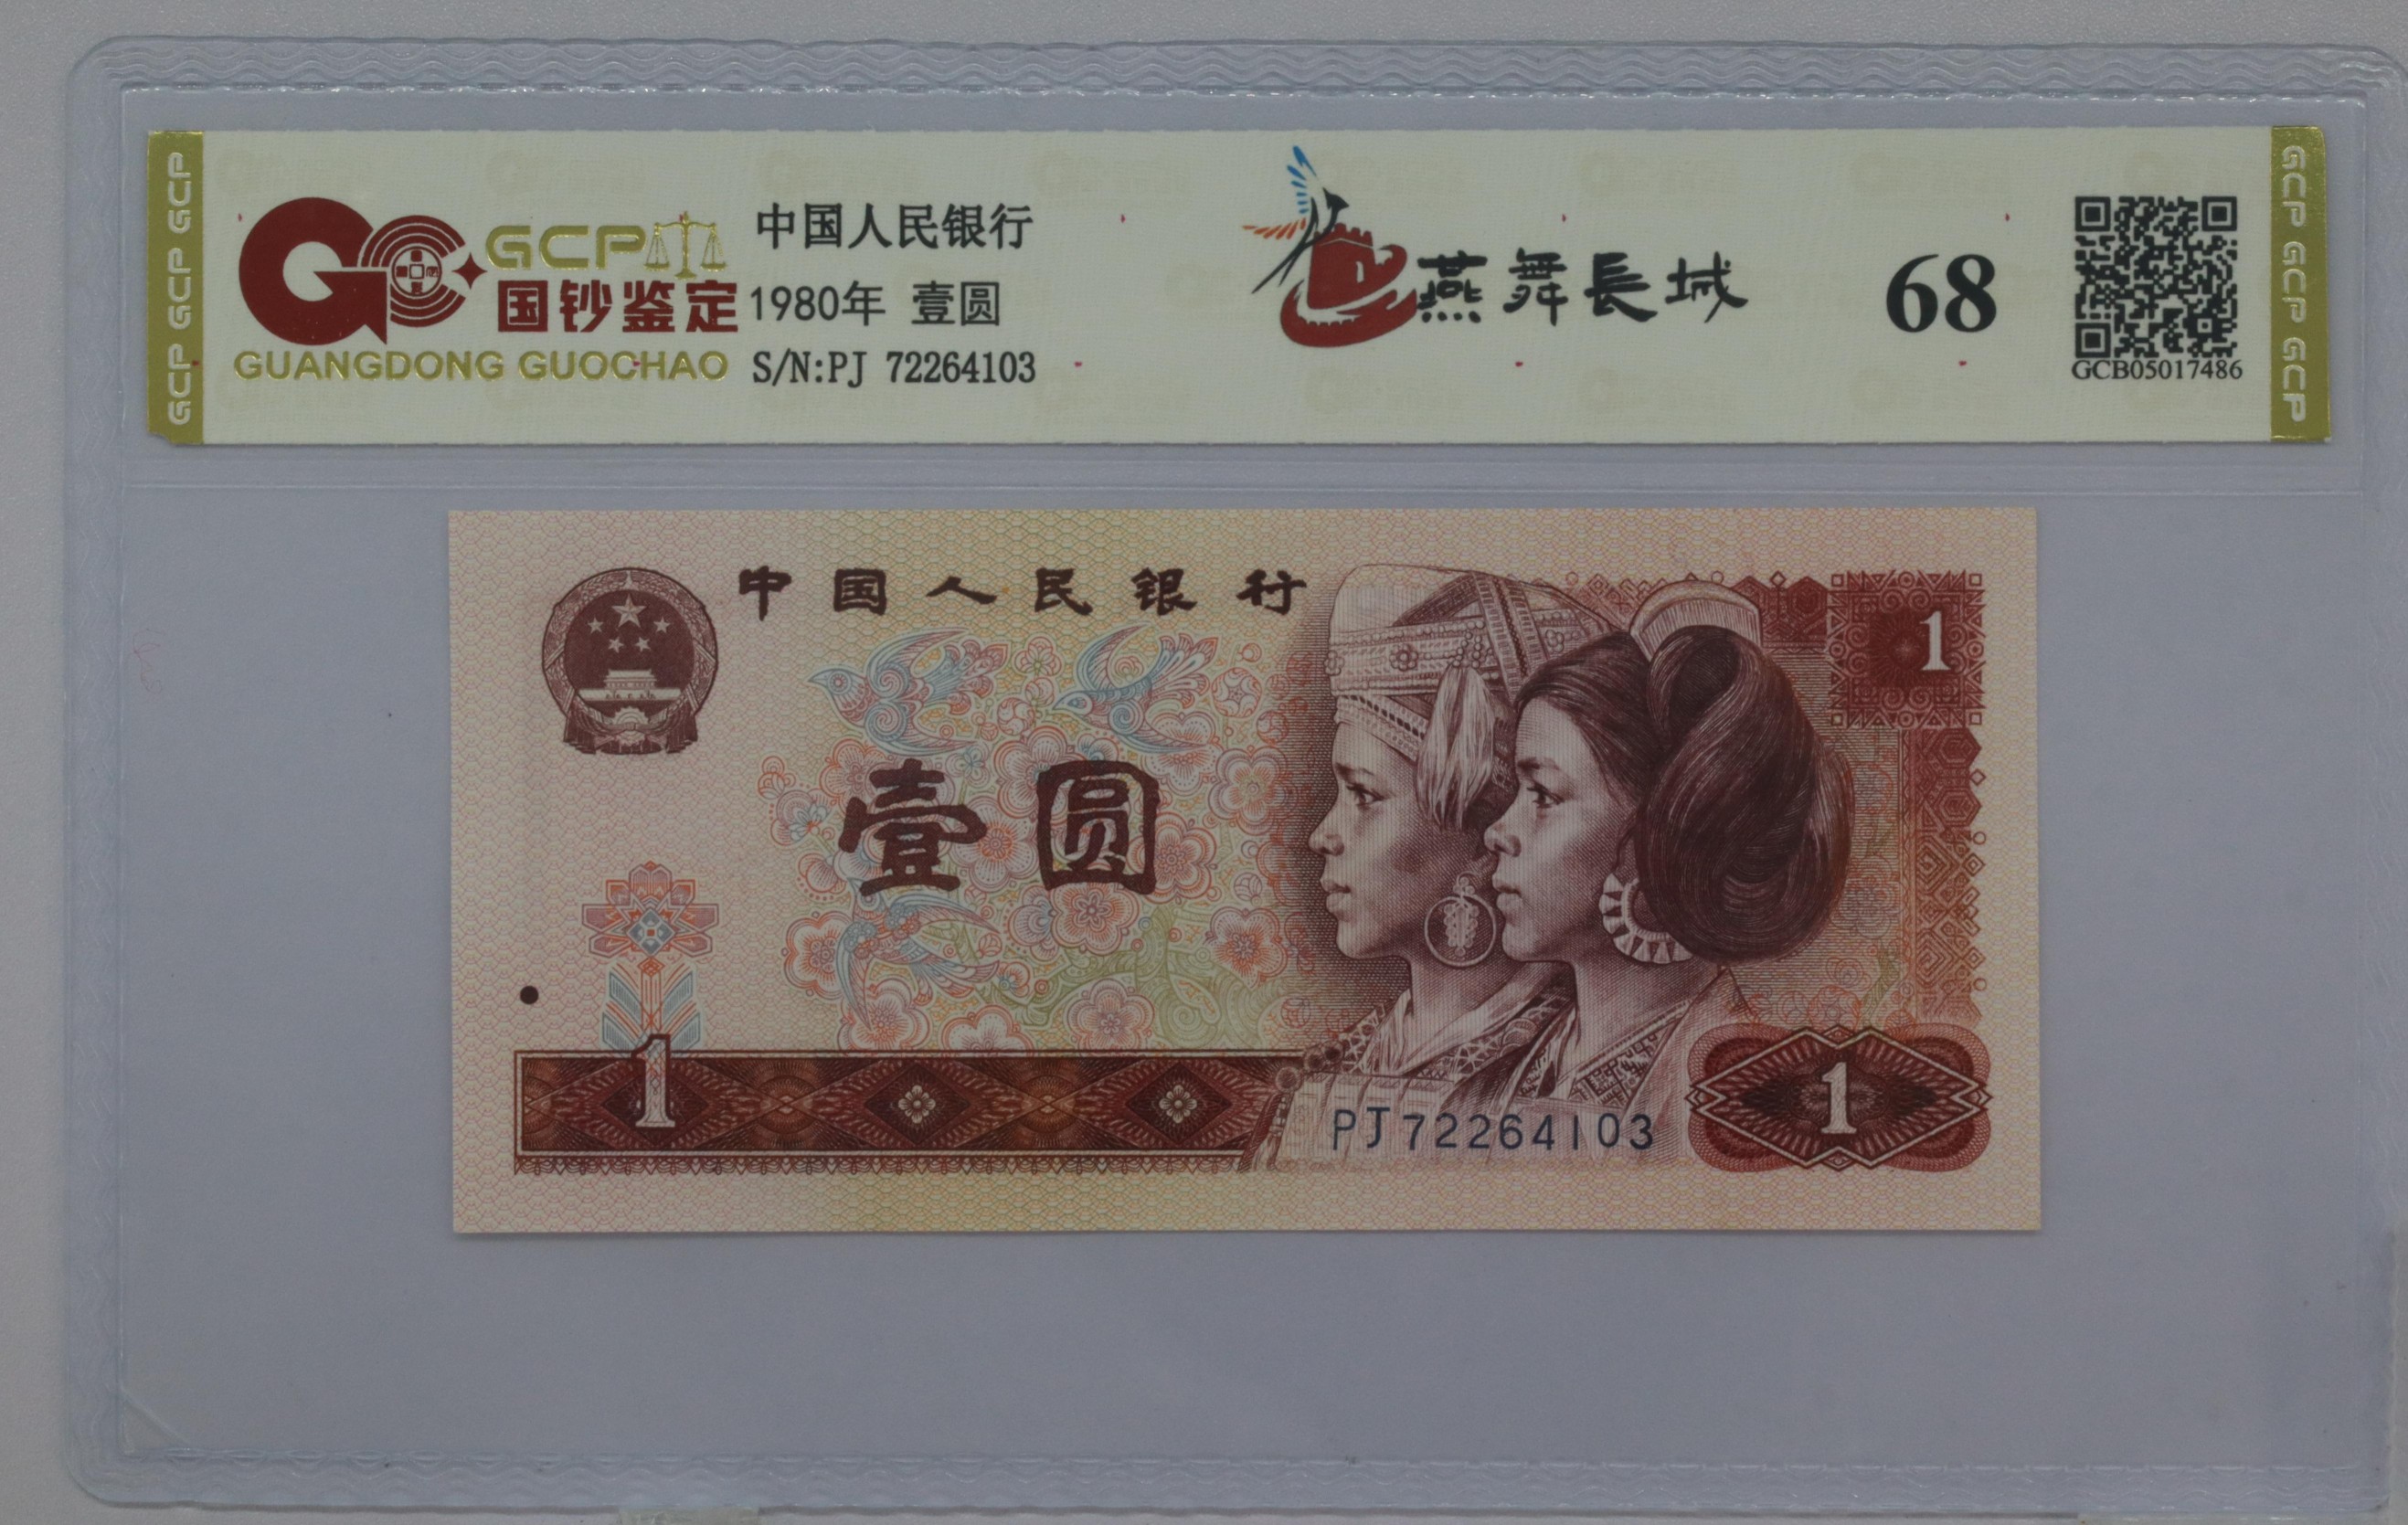 GCP GCP GCP
GCP
国钞鉴定
GUANGDONG GUOCHAO
中国人民银行
1980年 壹圆
S/N:PJ 72264103
燕舞長城
68
GCB05017486
GCP GCP GCP
中国人民银行
1
壹圆
1
PJ72264103
1